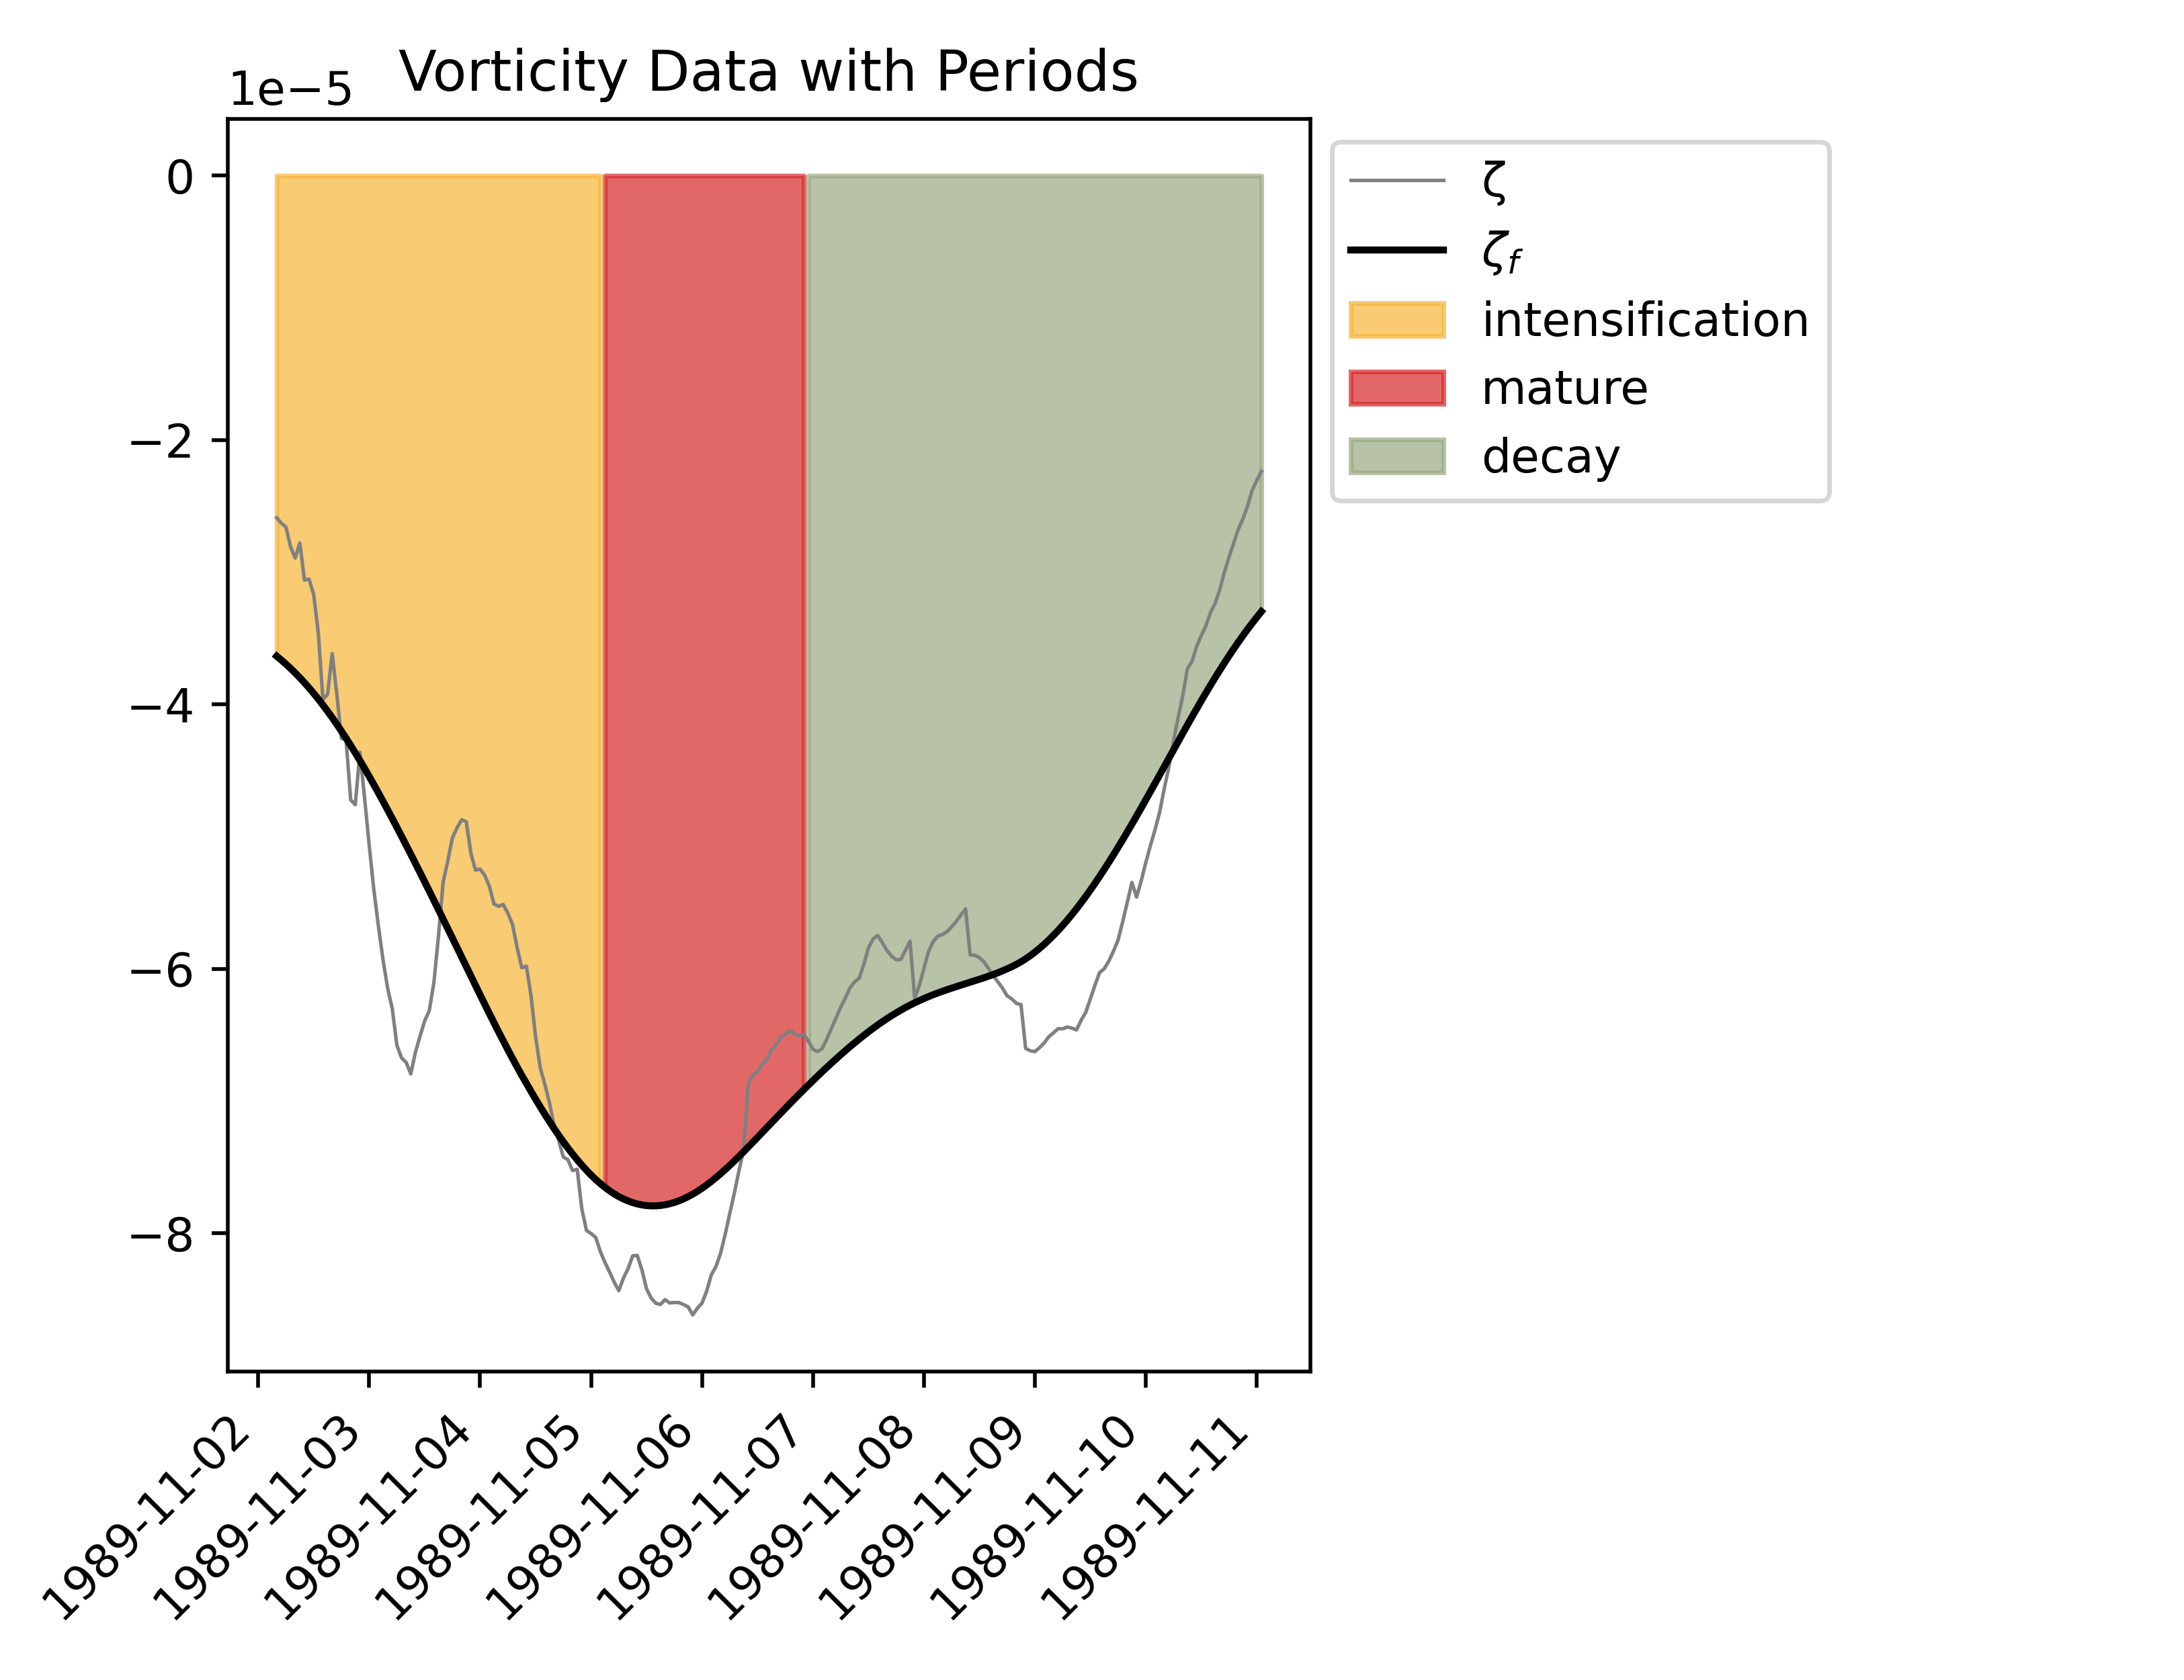 Vorticity Data with Periods
1e−5
0
−2
−4
−6
−8
1989-11-02
1989-11-03
1989-11-04
1989-11-05
1989-11-06
1989-11-07
1989-11-08
1989-11-09
1989-11-10
1989-11-11
ζ
ζf
intensification
mature
decay